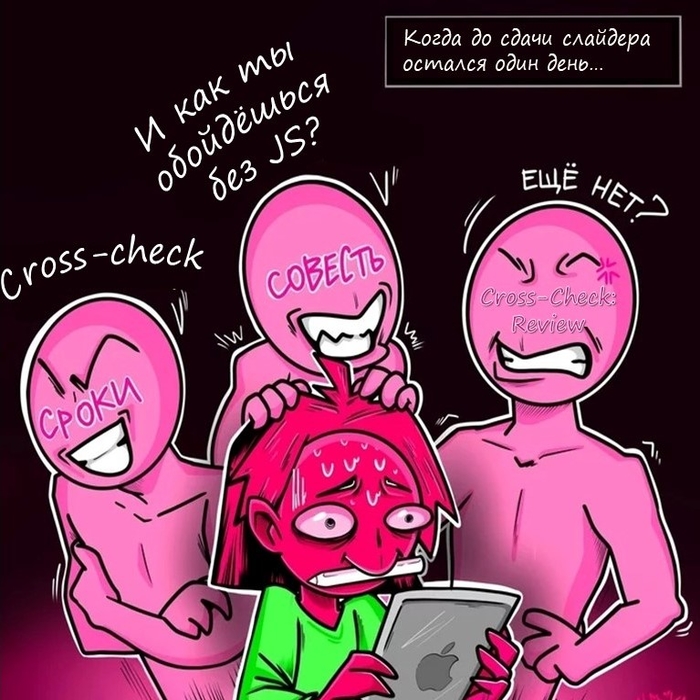 Когда до сдачи слайдера
остался один день...
И как ты
обойдёшься
без JS?
Cross-check
ЕЩЁ НЕТ?
СОВЕСТЬ
Cross-Check:
Review
СРОКИ